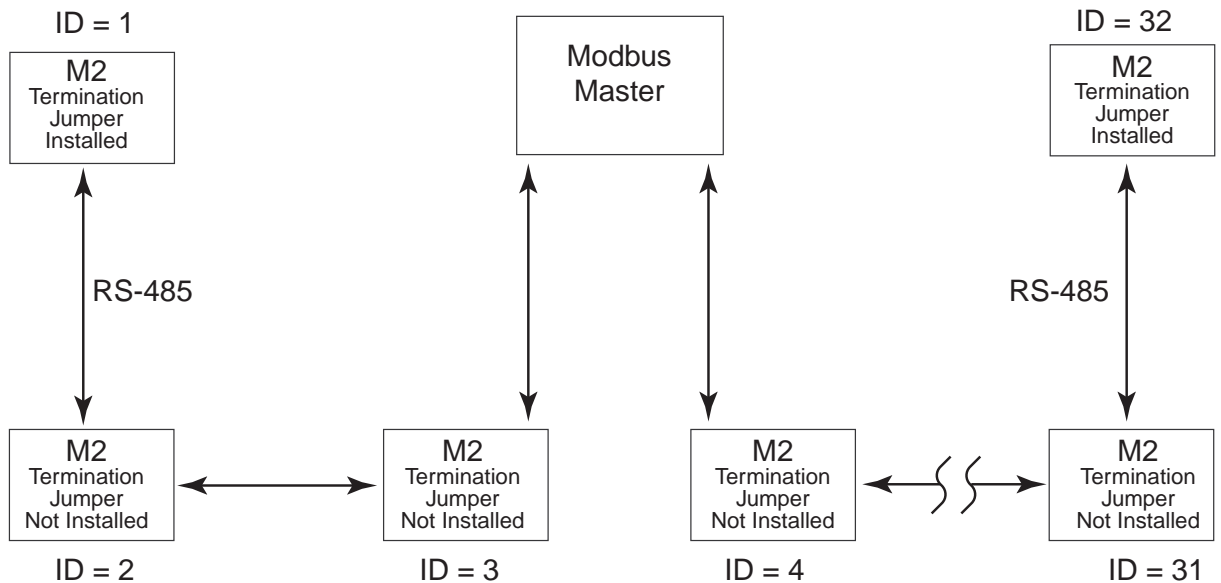 ID = 1
M2
Termination
Jumper
Installed
Modbus
Master
ID = 32
M2
Termination
Jumper
Installed
RS-485
RS-485
M2
Termination
Jumper
Not Installed
ID = 2
M2
Termination
Jumper
Not Installed
ID = 3
M2
Termination
Jumper
Not Installed
ID = 4
M2
Termination
Jumper
Not Installed
ID = 31